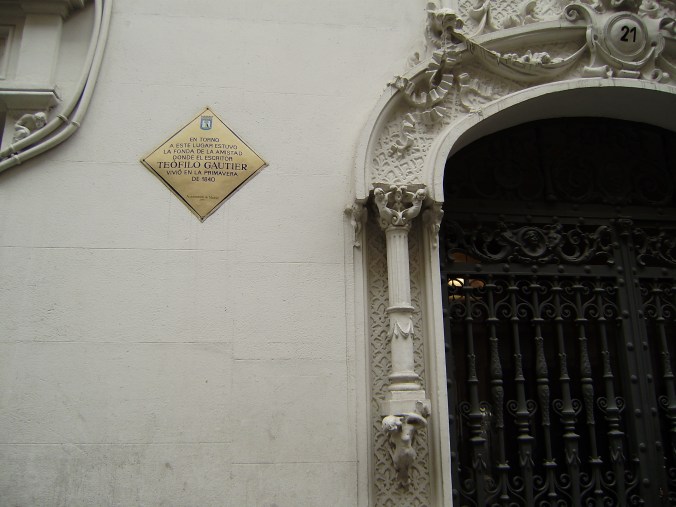 EN TORNO
A ESTE LUGAR ESTUVO
LA FONDA DE LA AMISTAD
DONDE EL ESCRITOR
TEÓFILO GAUTIER
VIVIÓ EN LA PRIMAVERA
DE 1840
21